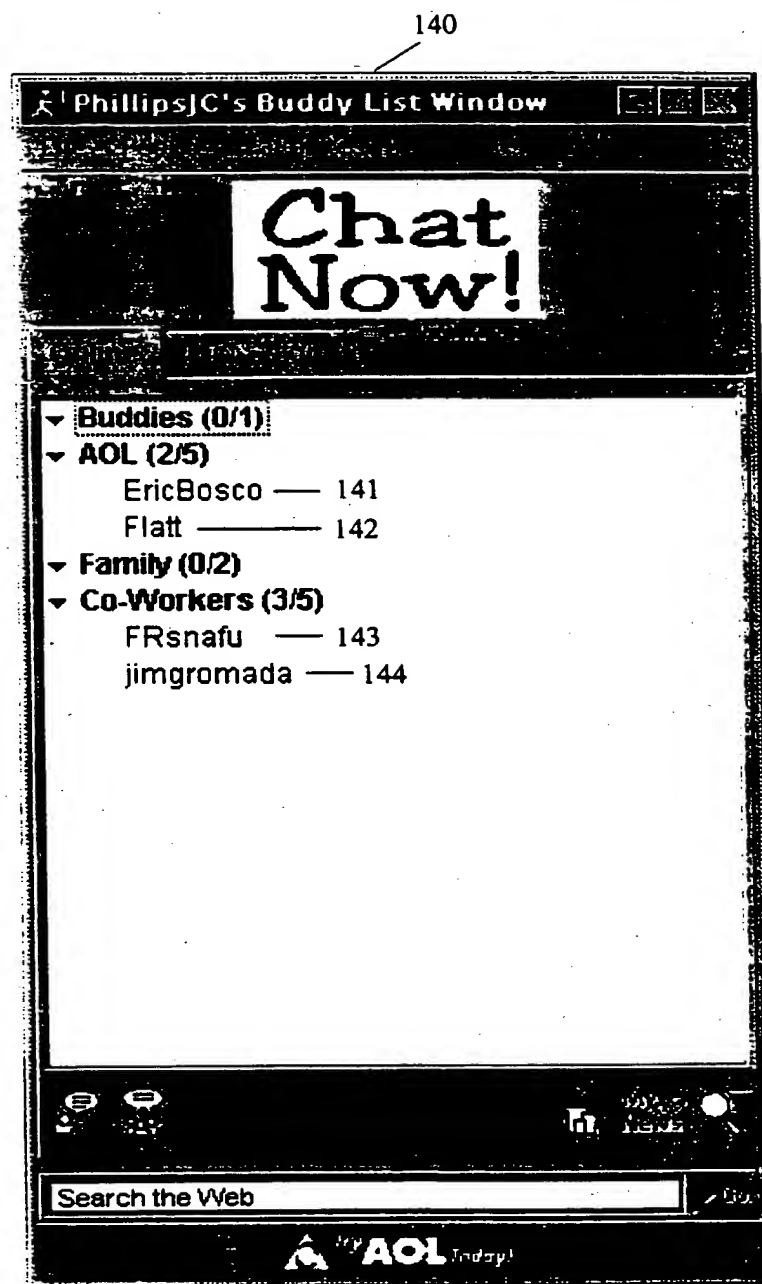 140
PhillipsJC's Buddy List Window
Chat
Now!
Buddies (0/1)
AOL (2/5)
EricBosco 141
Flatt 142
Family (0/2)
Co-Workers (3/5)
FRsnafu 143
jimgromada 144
News
Search the Web
AOL Today!